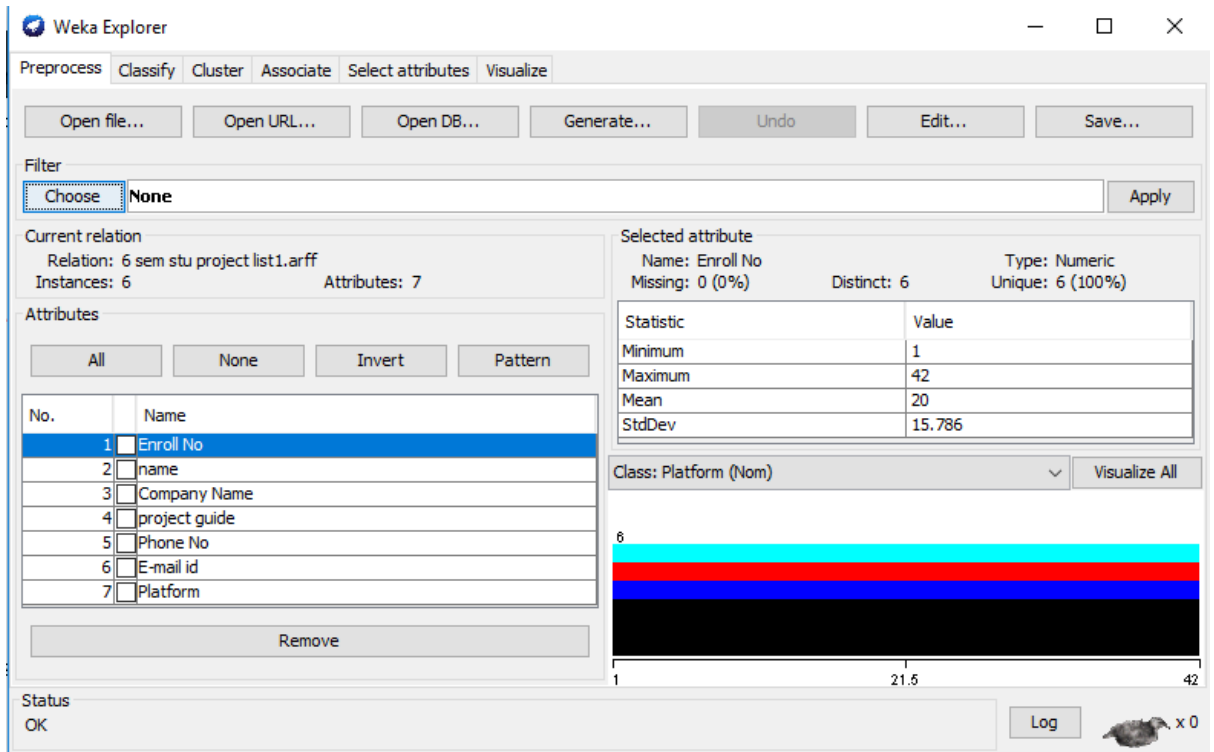 Weka Explorer
Preprocess Classify Cluster Associate Select attributes Visualize
Open file... Open URL... Open DB... Generate... Undo Edit... Save...
Filter
Choose None Apply
Current relation
Relation: 6 sem stu project list1.arff
Instances: 6 Attributes: 7
Attributes
All None Invert Pattern
No. Name
1 Enroll No
2 name
3 Company Name
4 project guide
5 Phone No
6 E-mail id
7 Platform
Remove
Selected attribute
Name: Enroll No Type: Numeric
Missing: 0 (0%) Distinct: 6 Unique: 6 (100%)
Statistic Value
Minimum 1
Maximum 42
Mean 20
StdDev 15.786
Class: Platform (Nom) Visualize All
6
1 21.5 42
Status
OK Log x 0